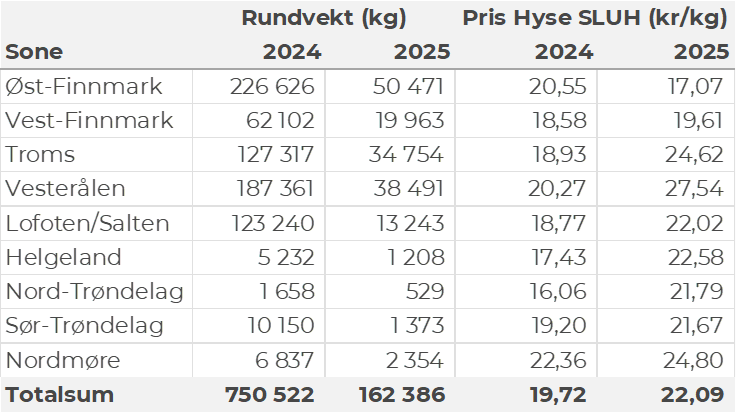 Rundvekt (kg) Pris Hyse SLUH (kr/kg)
Sone 2024 2025 2024 2025
Øst-Finnmark 226 626 50 471 20,55 17,07
Vest-Finnmark 62 102 19 963 18,58 19,61
Troms 127 317 34 754 18,93 24,62
Vesterålen 187 361 38 491 20,27 27,54
Lofoten/Salten 123 240 13 243 18,77 22,02
Helgeland 5 232 1 208 17,43 22,58
Nord-Trøndelag 1 658 529 16,06 21,79
Sør-Trøndelag 10 150 1 373 19,20 21,67
Nordmøre 6 837 2 354 22,36 24,80
Totalsum 750 522 162 386 19,72 22,09